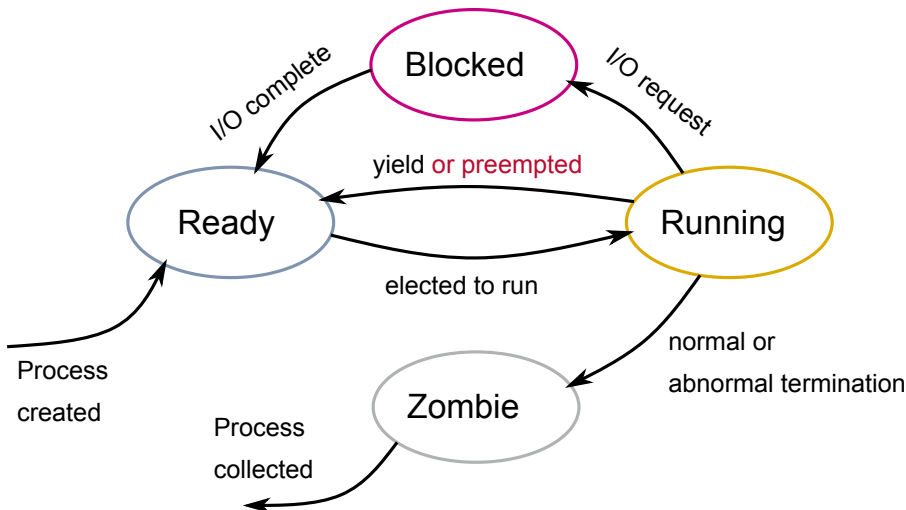 Blocked
I/O complete
I/O request
yield or preempted
Ready
Running
elected to run
Process
created
normal or
abnormal termination
Zombie
Process
collected